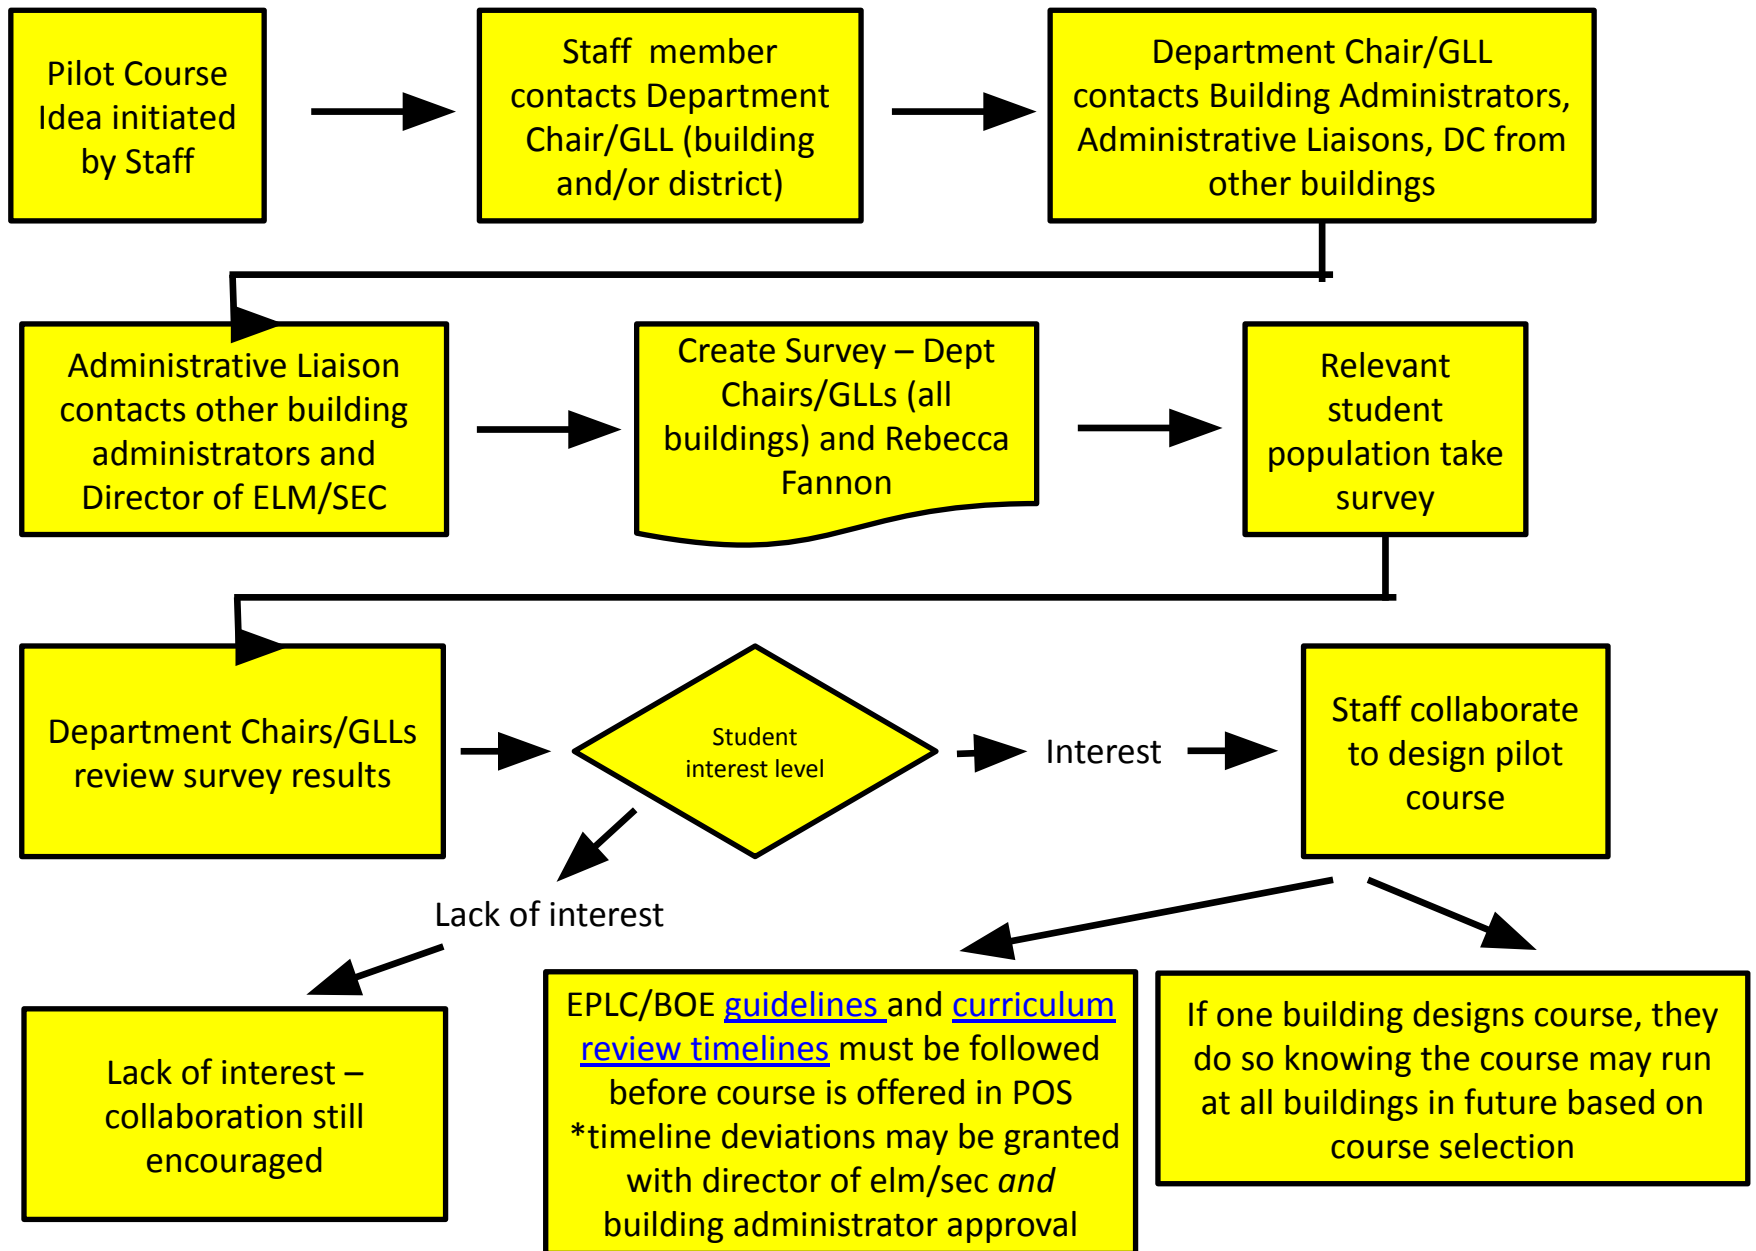 Pilot Course
Idea initiated
by Staff
Staff  member
contacts Department
Chair/GLL (building
and/or district)
Department Chair/GLL
contacts Building Administrators,
Administrative Liaisons, DC from
other buildings
Administrative Liaison
contacts other building
administrators and
Director of ELM/SEC
Create Survey – Dept
Chairs/GLLs (all
buildings) and Rebecca
Fannon
Relevant
student
population take
survey
Department Chairs/GLLs
review survey results
Student
interest level
Interest
Staff collaborate
to design pilot
course
Lack of interest
Lack of interest –
collaboration still
encouraged
EPLC/BOE guidelines and curriculum
review timelines must be followed
before course is offered in POS
*timeline deviations may be granted
with director of elm/sec and
building administrator approval
If one building designs course, they
do so knowing the course may run
at all buildings in future based on
course selection